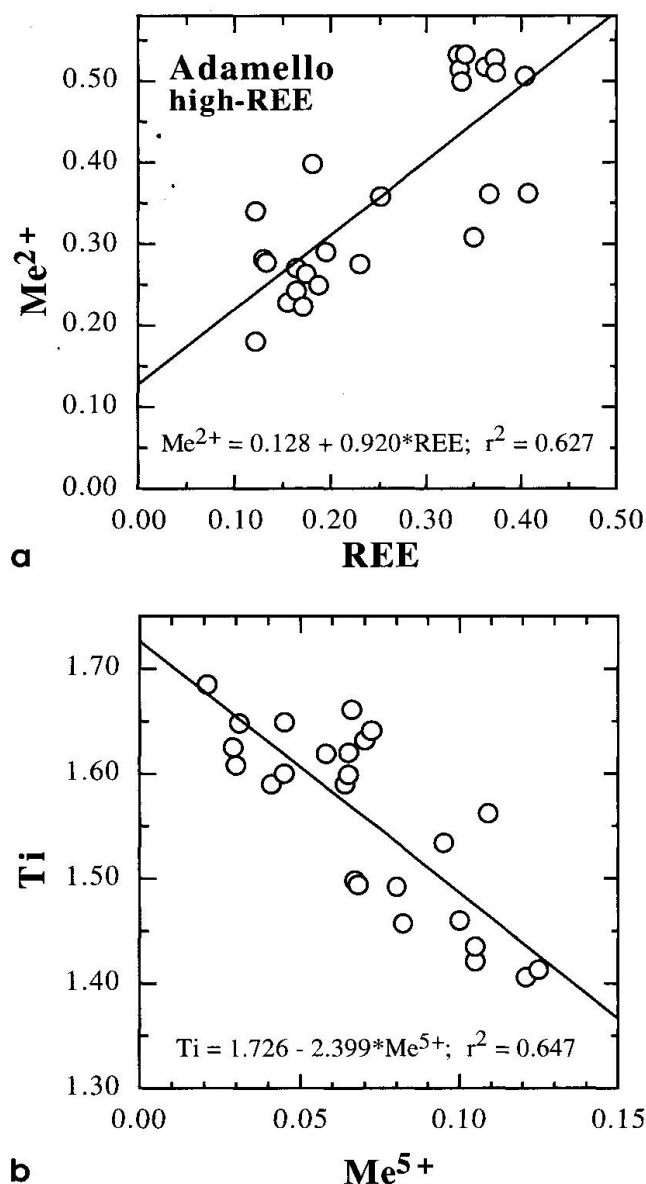 Adamello
high-REE
Me2+
0.50
0.40
0.30
0.20
0.10
0.00
Me2+ = 0.128 + 0.920*REE; r2 = 0.627
0.00 0.10 0.20 0.30 0.40 0.50
REE
a
Ti
1.70
1.60
1.50
1.40
1.30
Ti = 1.726 - 2.399*Me5+; r2 = 0.647
0.00 0.05 0.10 0.15
Me5+
b